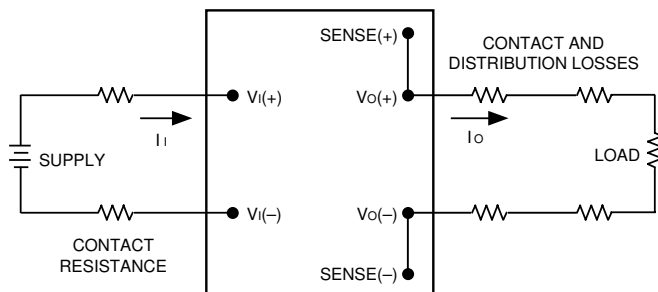 SENSE(+)
CONTACT AND
DISTRIBUTION LOSSES
VI(+)
VO(+)
II
IO
SUPPLY
LOAD
VI(–)
VO(–)
CONTACT
RESISTANCE
SENSE(–)